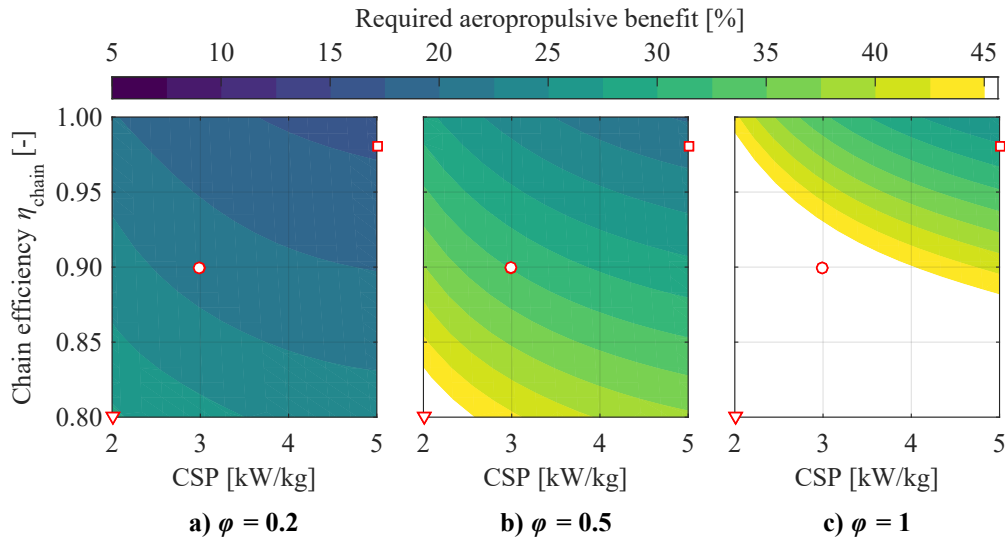 Required aeropropulsive benefit [%]
5 10 15 20 25 30 35 40 45
Chain efficiency η_chain [-]
1.00
0.95
0.90
0.85
0.80
2 3 4 5 2 3 4 5 2 3 4 5
CSP [kW/kg] CSP [kW/kg] CSP [kW/kg]
a) φ = 0.2 b) φ = 0.5 c) φ = 1